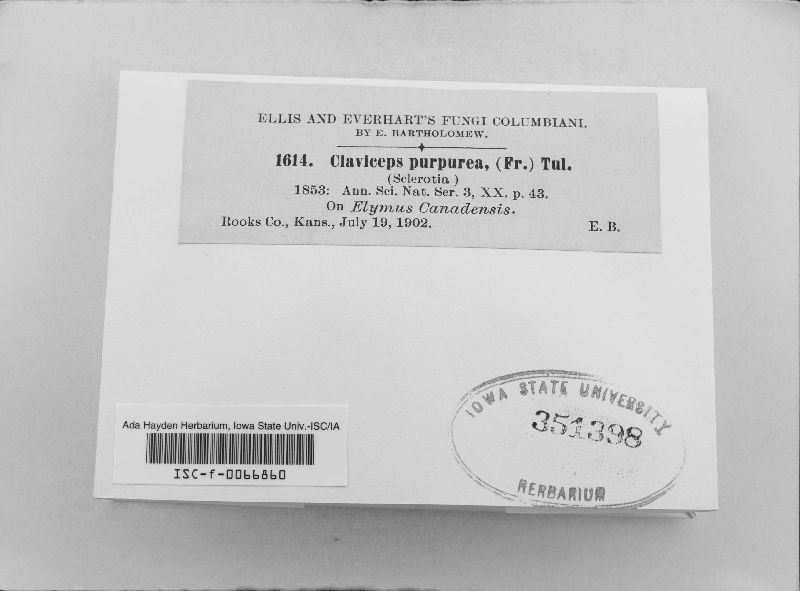 ELLIS AND EVERHART'S FUNGI COLUMBIANI.
BY E. BARTHOLOMEW.
1614. Claviceps purpurea, (Fr.) Tul.
(Sclerotia )
1853: Ann. Sci. Nat. Ser. 3, XX. p. 43.
On Elymus Canadensis.
Rooks Co., Kans., July 19, 1902. E. B.
IOWA STATE UNIVERSITY
351398
HERBARIUM
Ada Hayden Herbarium, Iowa State Univ.-ISC/IA
ISC-f-0066860